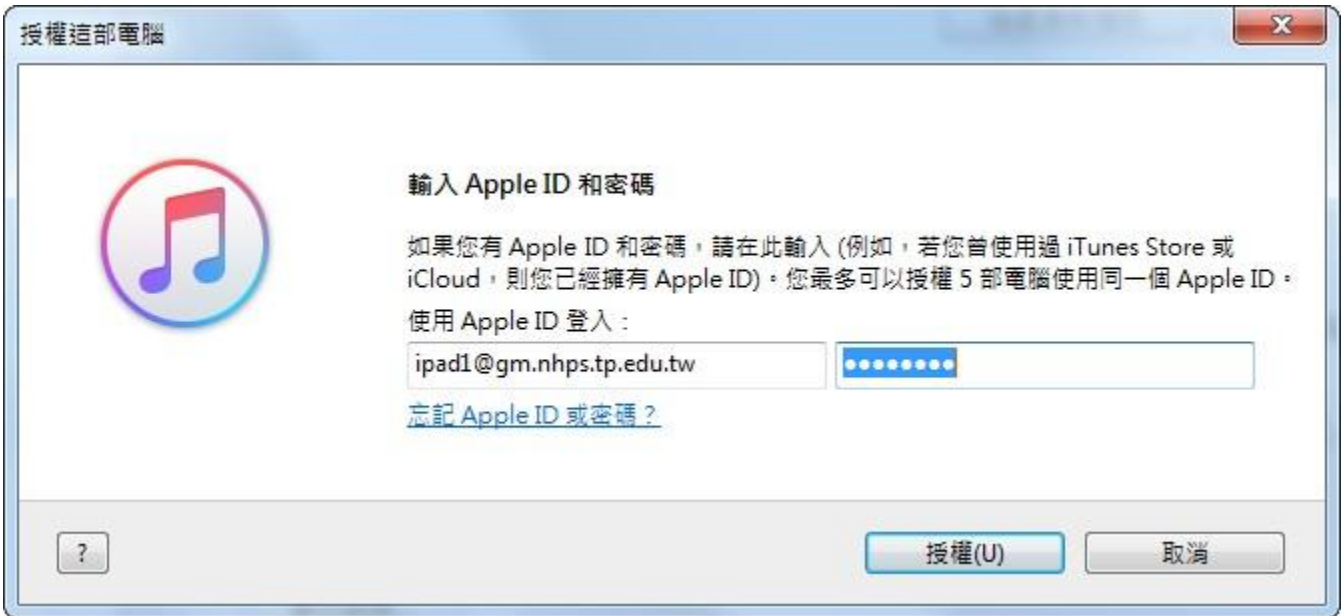 授權這部電腦
輸入 Apple ID 和密碼
如果您有 Apple ID 和密碼，請在此輸入 (例如，若您曾使用過 iTunes Store 或
iCloud，則您已經擁有 Apple ID)。您最多可以授權 5 部電腦使用同一個 Apple ID。
使用 Apple ID 登入：
ipad1@gm.nhps.tp.edu.tw ●●●●●●●●
忘記 Apple ID 或密碼？
? 授權(U) 取消